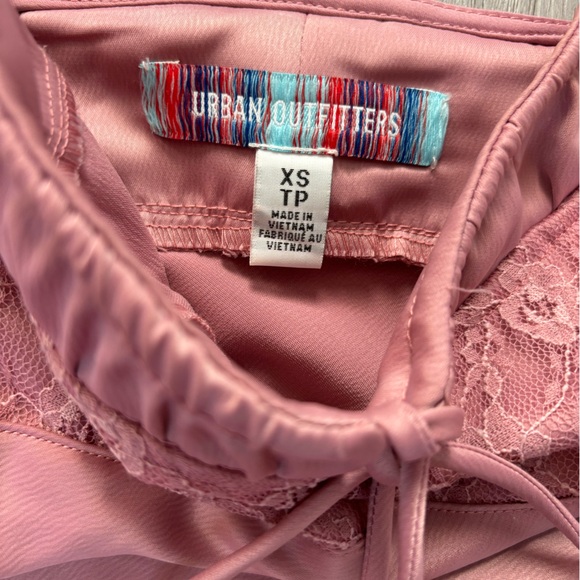 URBAN OUTFITTERS
XS
TP
MADE IN
VIETNAM
FABRIQUÉ AU
VIETNAM